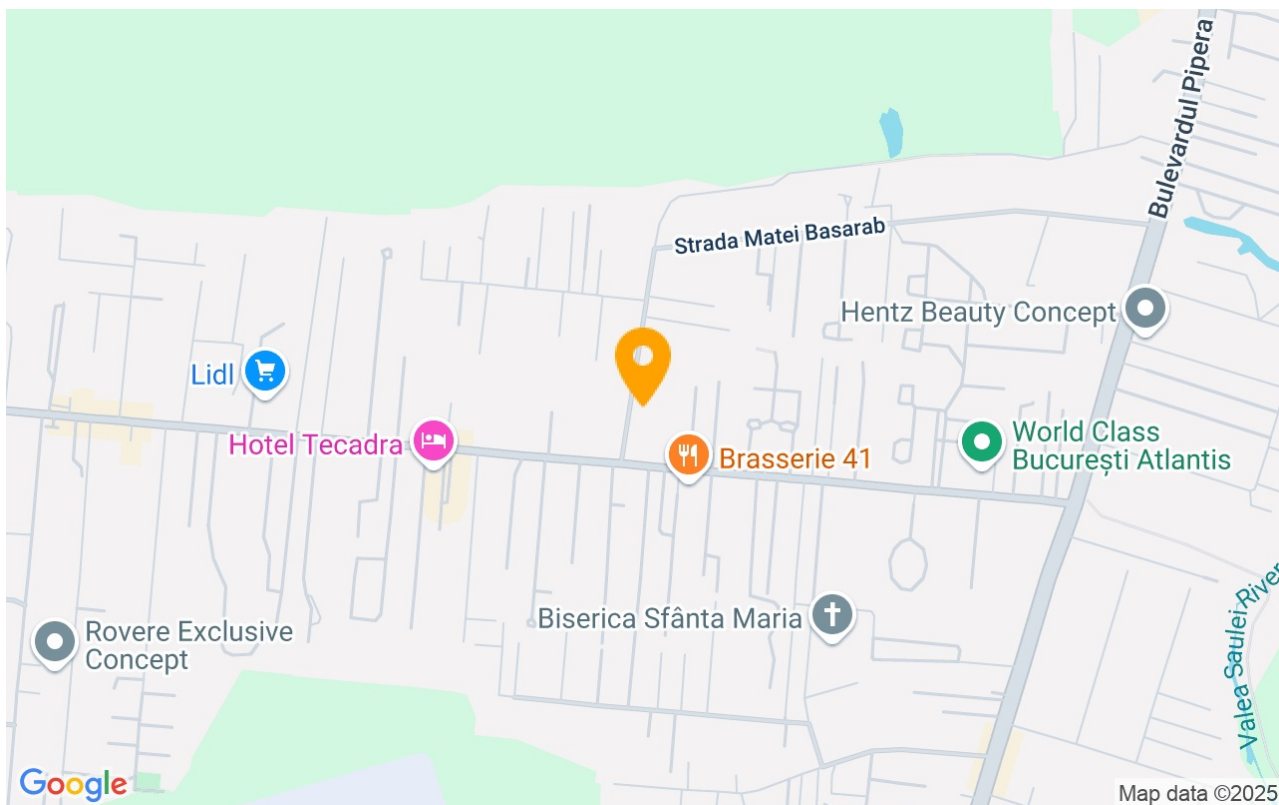 Bulevardul Pipera
Strada Matei Basarab
Hentz Beauty Concept
Lidl
Hotel Tecadra
Brasserie 41
World Class
București Atlantis
Biserica Sfânta Maria
Rovere Exclusive
Concept
Valea Saulei River
Google
Map data ©2025